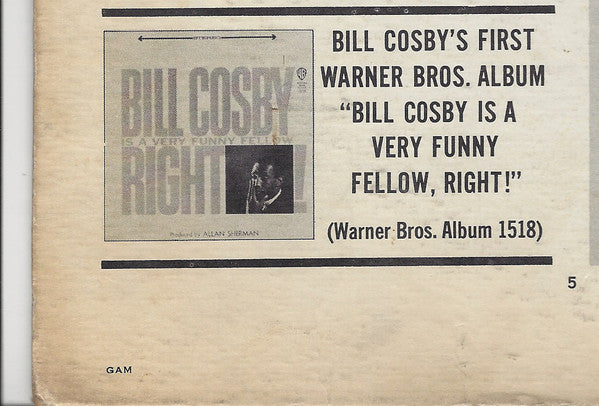 BILL COSBY
IS A VERY FUNNY FELLOW
RIGHT!
Produced by ALLAN SHERMAN
BILL COSBY'S FIRST
WARNER BROS. ALBUM
“BILL COSBY IS A
VERY FUNNY
FELLOW, RIGHT!”
(Warner Bros. Album 1518)
5
GAM